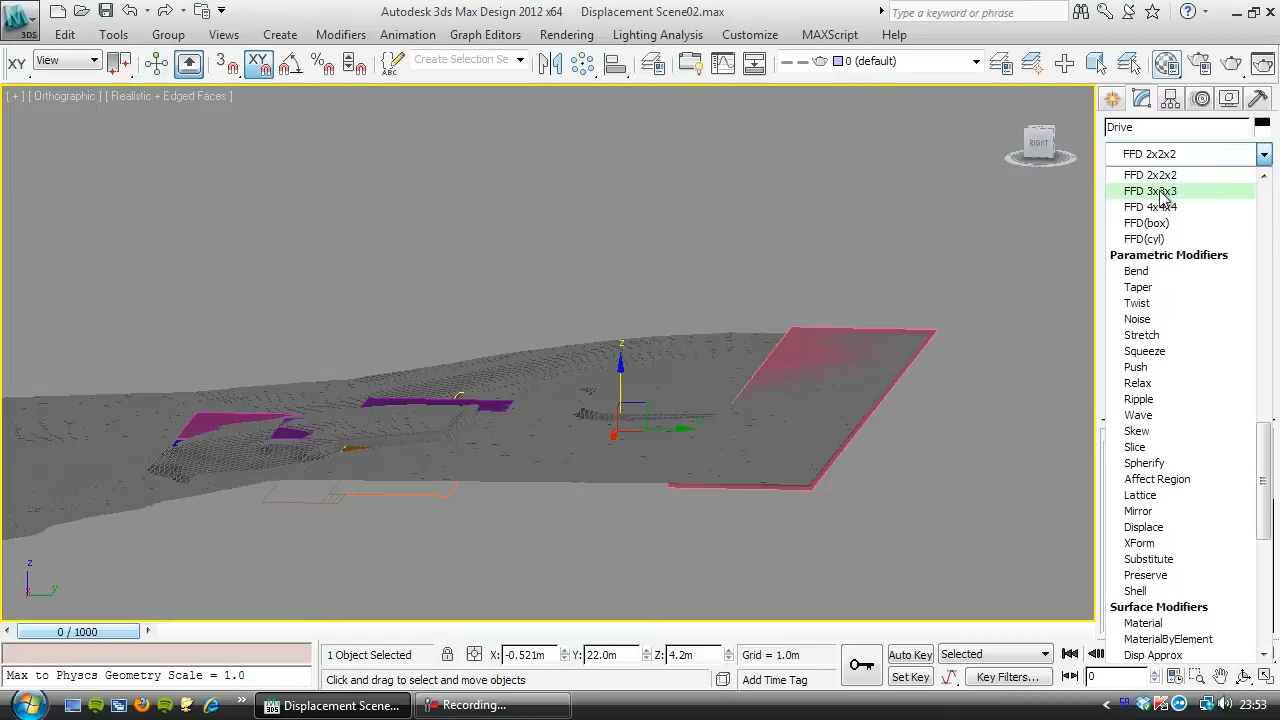 Autodesk 3ds Max Design 2012 x64 Displacement Scene02.max
Type a keyword or phrase
3DS
Edit Tools Group Views Create Modifiers Animation Graph Editors Rendering Lighting Analysis Customize MAXScript Help
XY View 3 XY % ABC Create Selection Se 0 (default)
[ + ] [ Orthographic ] [ Realistic + Edged Faces ]
RIGHT
z
z
y
Drive
FFD 2x2x2
FFD 2x2x2
FFD 3x3x3
FFD 4x4x4
FFD(box)
FFD(cyl)
Parametric Modifiers
Bend
Taper
Twist
Noise
Stretch
Squeeze
Push
Relax
Ripple
Wave
Skew
Slice
Spherify
Affect Region
Lattice
Mirror
Displace
XForm
Substitute
Preserve
Shell
Surface Modifiers
Material
MaterialByElement
Disp Approx
0 / 1000
1 Object Selected X: -0.521m Y: 22.0m Z: 4.2m Grid = 1.0m Auto Key Selected
Max to Physcs Geometry Scale = 1.0 Click and drag to select and move objects Add Time Tag Set Key Key Filters... 0
Displacement Scene... Recording... 59 23:53